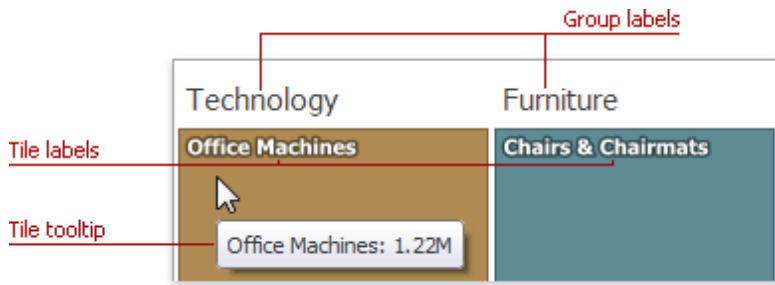 Group labels
Technology Furniture
Tile labels Office Machines Chairs & Chairmats
Tile tooltip Office Machines: 1.22M